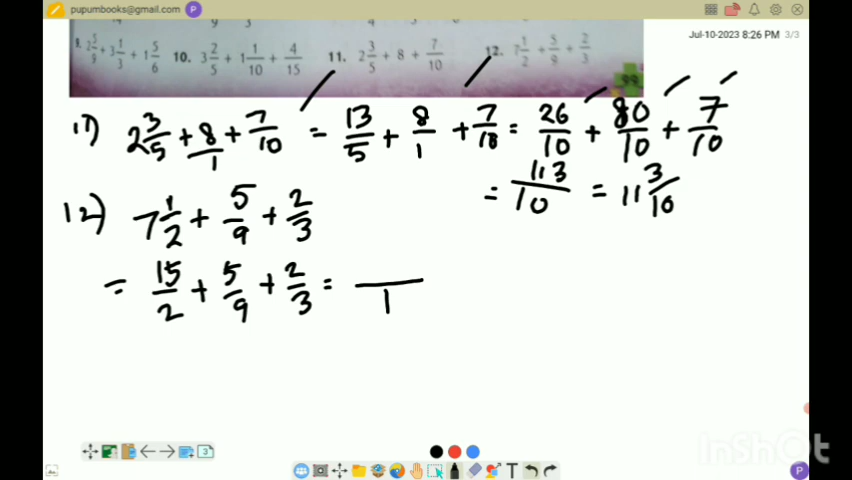 pupumbooks@gmail.com P
Jul-10-2023 8:26 PM 3/3
10. 3 2/5 + 1 1/10 + 4/15 11. 2 3/5 + 8 + 7/10 12. 7 1/2 + 5/8 + 2/3
11) 2 3/5 + 8/1 + 7/10 = 13/5 + 8/1 + 7/10 = 26/10 + 80/10 + 7/10
= 113/10 = 11 3/10
12) 7 1/2 + 5/9 + 2/3
= 15/2 + 5/9 + 2/3 = /1
InShOt
3
T
P